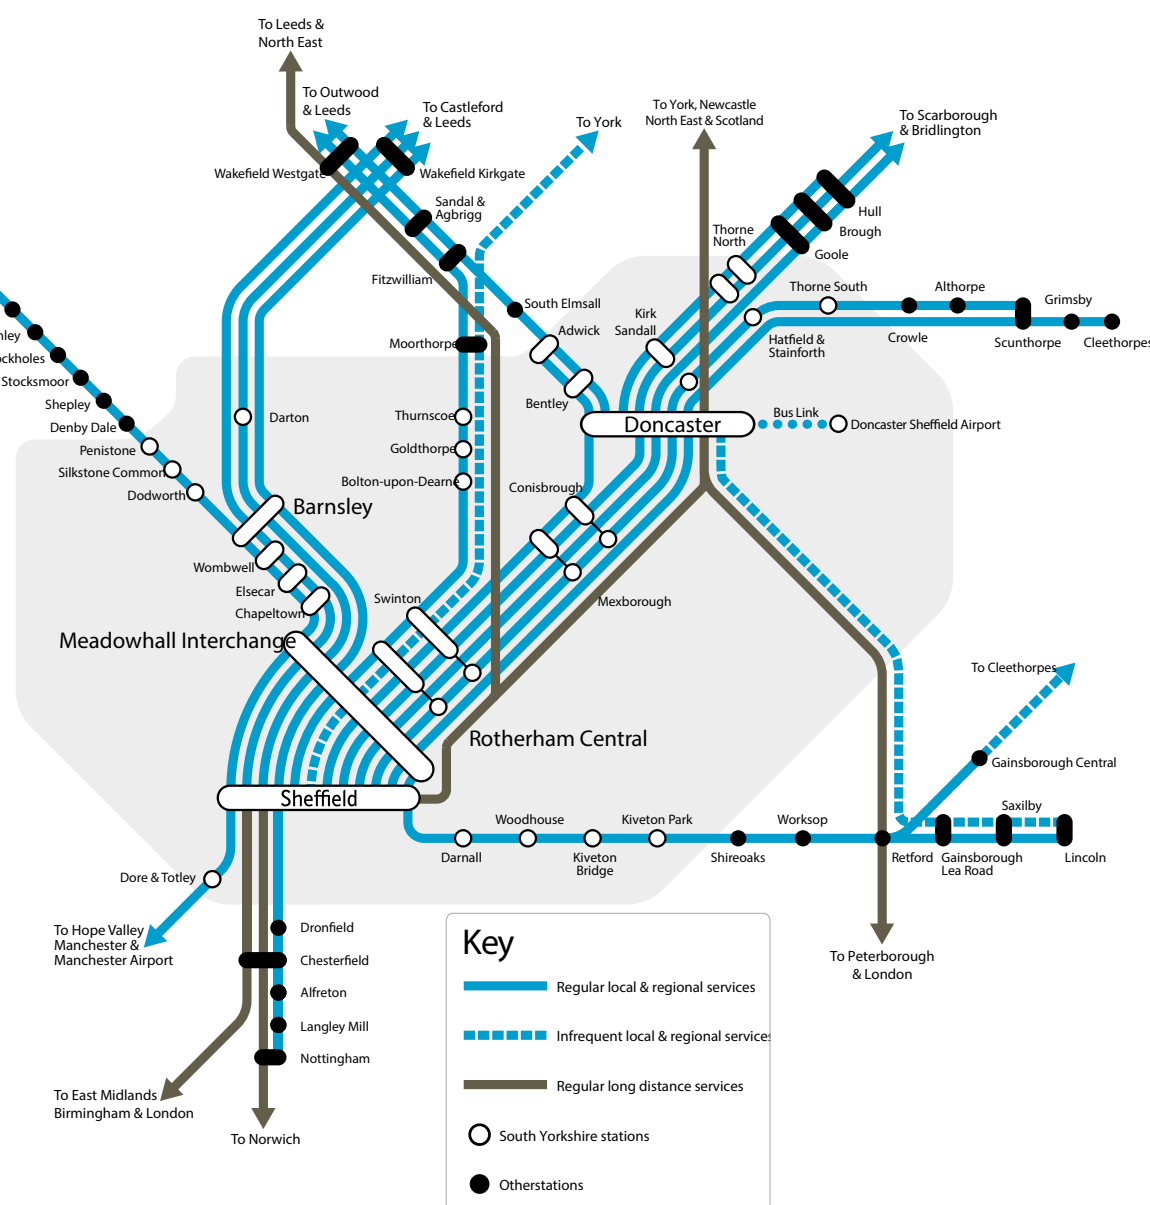 To Leeds &
North East
To Outwood
& Leeds
To Castleford
& Leeds
To York
To York, Newcastle
North East & Scotland
To Scarborough
& Bridlington
Wakefield Westgate
Wakefield Kirkgate
Sandal &
Agbrigg
Fitzwilliam
South Elmsall
Adwick
Bentley
Moorthorpe
Thurnscoe
Goldthorpe
Bolton-upon-Dearne
Thorne
North
Hull
Brough
Goole
Kirk
Sandall
Thorne South
Althorpe
Grimsby
Hatfield &
Stainforth
Crowle
Scunthorpe
Cleethorpes
nley
ockholes
Stocksmoor
Shepley
Denby Dale
Penistone
Silkstone Common
Dodworth
Darton
Barnsley
Wombwell
Elsecar
Chapeltown
Meadowhall Interchange
Doncaster
Bus Link
Doncaster Sheffield Airport
Conisbrough
Mexborough
Swinton
Rotherham Central
Sheffield
Darnall
Woodhouse
Kiveton
Bridge
Kiveton Park
Shireoaks
Worksop
Retford
Gainsborough
Lea Road
Saxilby
Lincoln
Gainsborough Central
To Cleethorpes
To Peterborough
& London
Dore & Totley
To Hope Valley
Manchester &
Manchester Airport
Dronfield
Chesterfield
Alfreton
Langley Mill
Nottingham
To East Midlands
Birmingham & London
To Norwich
Key
Regular local & regional services
Infrequent local & regional services
Regular long distance services
South Yorkshire stations
Otherstations